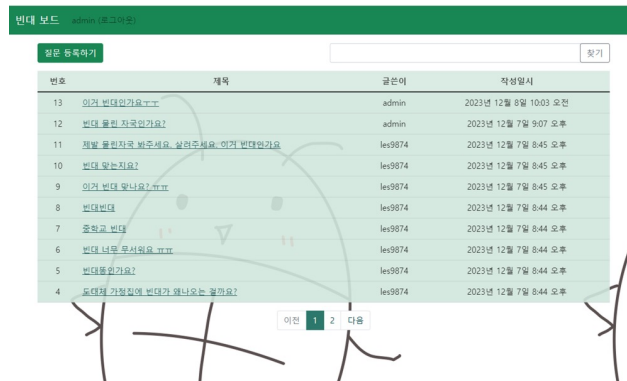 빈대 보드 admin (로그아웃)
질문 등록하기 찾기
번호 제목 글쓴이 작성일시
13 이거 빈대인가요ㅜㅜ admin 2023년 12월 8일 10:03 오전
12 빈대 물린 자국인가요? admin 2023년 12월 7일 9:07 오후
11 제발 물린자국 봐주세요. 살려주세요. 이거 빈대인가요 les9874 2023년 12월 7일 8:45 오후
10 빈대 맞는지요? les9874 2023년 12월 7일 8:45 오후
9 이거 빈대 맞나요? ㅠㅠ les9874 2023년 12월 7일 8:45 오후
8 빈대빈대 les9874 2023년 12월 7일 8:44 오후
7 중학교 빈대 les9874 2023년 12월 7일 8:44 오후
6 빈대 너무 무서워요 ㅠㅠ les9874 2023년 12월 7일 8:44 오후
5 빈대똥인가요? les9874 2023년 12월 7일 8:44 오후
4 도대체 가정집에 빈대가 왜나오는 걸까요? les9874 2023년 12월 7일 8:44 오후
이전 1 2 다음